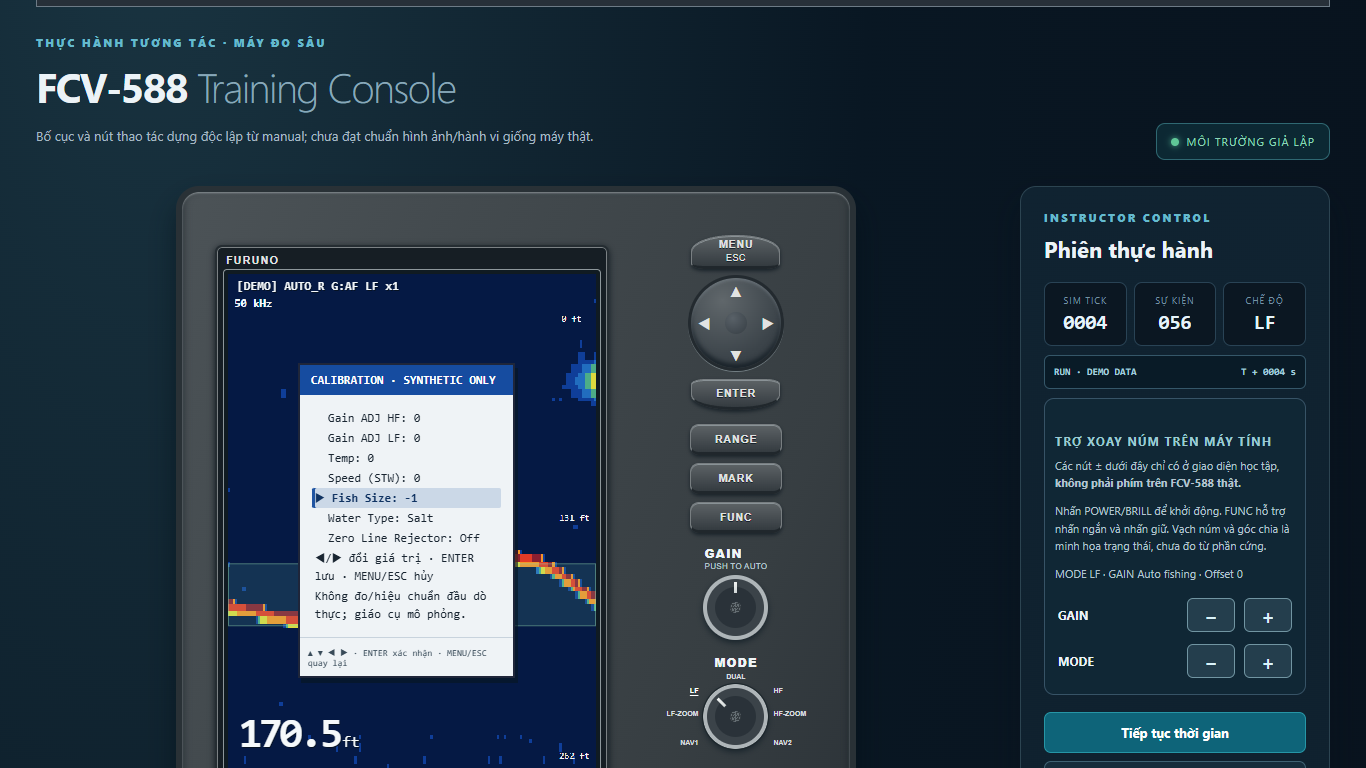 THỰC HÀNH TƯƠNG TÁC · MÁY ĐO SÂU
FCV-588 Training Console
Bố cục và nút thao tác dựng độc lập từ manual; chưa đạt chuẩn hình ảnh/hành vi giống máy thật.
MÔI TRƯỜNG GIẢ LẬP
FURUNO
[DEMO] AUTO_R G:AF LF x1
50 kHz
0 ft
CALIBRATION · SYNTHETIC ONLY
Gain ADJ HF: 0
Gain ADJ LF: 0
Temp: 0
Speed (STW): 0
▶ Fish Size: -1
Water Type: Salt
Zero Line Rejector: Off
◀/▶ đổi giá trị · ENTER
lưu · MENU/ESC hủy
Không đo/hiệu chuẩn đầu dò
thực; giáo cụ mô phỏng.
▲ ▼ ◀ ▶ · ENTER xác nhận · MENU/ESC
quay lại
131 ft
170.5ft
262 ft
MENU
ESC
▲
◀ ▶
▼
ENTER
RANGE
MARK
FUNC
GAIN
PUSH TO AUTO
MODE
DUAL
LF HF
LF-ZOOM HF-ZOOM
NAV1 NAV2
INSTRUCTOR CONTROL
Phiên thực hành
SIM TICK
0004
SỰ KIỆN
056
CHẾ ĐỘ
LF
RUN · DEMO DATA T + 0004 s
TRỢ XOAY NÚM TRÊN MÁY TÍNH
Các nút ± dưới đây chỉ có ở giao diện học tập,
không phải phím trên FCV-588 thật.
Nhấn POWER/BRILL để khởi động. FUNC hỗ trợ
nhấn ngắn và nhấn giữ. Vạch núm và góc chia là
minh họa trạng thái, chưa đo từ phần cứng.
MODE LF · GAIN Auto fishing · Offset 0
GAIN − +
MODE − +
Tiếp tục thời gian